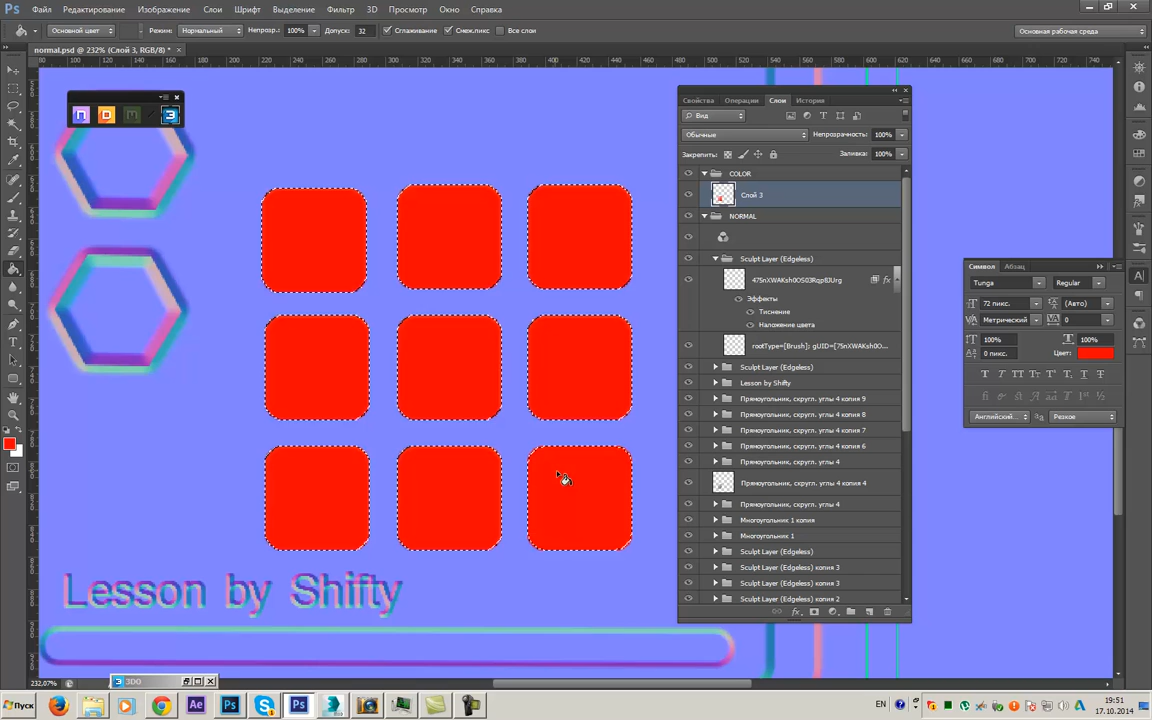 Ps Файл Редактирование Изображение Слои Шрифт Выделение Фильтр 3D Просмотр Окно Справка
Основной цвет Режим: Нормальный Непрозр.: 100% Допуск: 32 Сглаживание Смеж.пикс Все слои Основная рабочая среда
normal.psd @ 232% (Слой 3, RGB/8) *
Свойства Операции Слои История
Вид
Обычные Непрозрачность: 100%
Закрепить: Заливка: 100%
COLOR
Слой 3
NORMAL
Sculpt Layer (Edgeless)
fx
Эффекты
Тиснение
Наложение цвета
Sculpt Layer (Edgeless)
Lesson by Shifty
Прямоугольник, скругл. углы 4 копия 9
Прямоугольник, скругл. углы 4 копия 8
Прямоугольник, скругл. углы 4 копия 7
Прямоугольник, скругл. углы 4 копия 6
Прямоугольник, скругл. углы 4
Прямоугольник, скругл. углы 4 копия 4
Прямоугольник, скругл. углы 4
Многоугольник 1 копия
Многоугольник 1
Sculpt Layer (Edgeless)
Sculpt Layer (Edgeless) копия 3
Sculpt Layer (Edgeless) копия 3
Sculpt Layer (Edgeless) копия 2
Символ Абзац
Tunga Regular
72 пикс. (Авто)
Метрический 0
100% 100%
0 пикс. Цвет:
Английский... Резкое
Lesson by Shifty
232,07%
3DO
Пуск Ae Ps Ps EN 19:51
17.10.2014